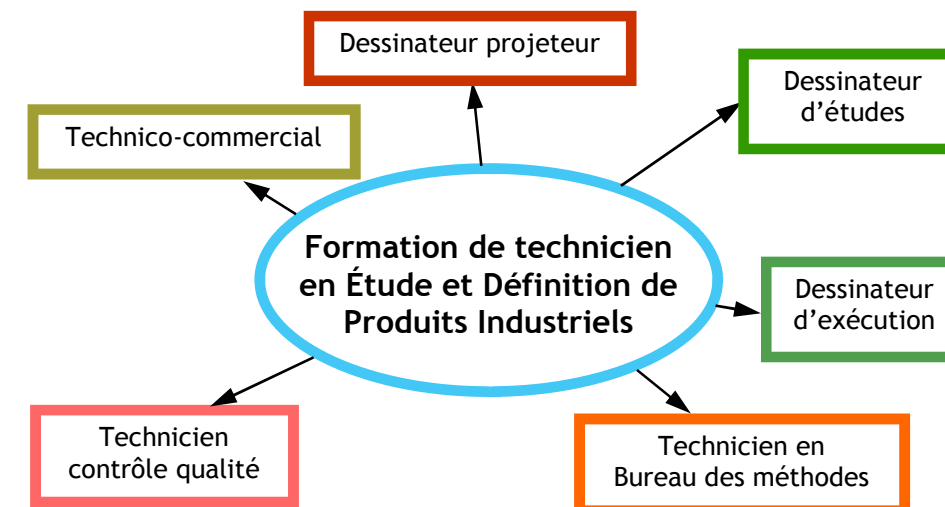 Dessinateur projeteur
Dessinateur
d’études
Technico-commercial
Formation de technicien
en Étude et Définition de
Produits Industriels
Dessinateur
d’exécution
Technicien
contrôle qualité
Technicien en
Bureau des méthodes